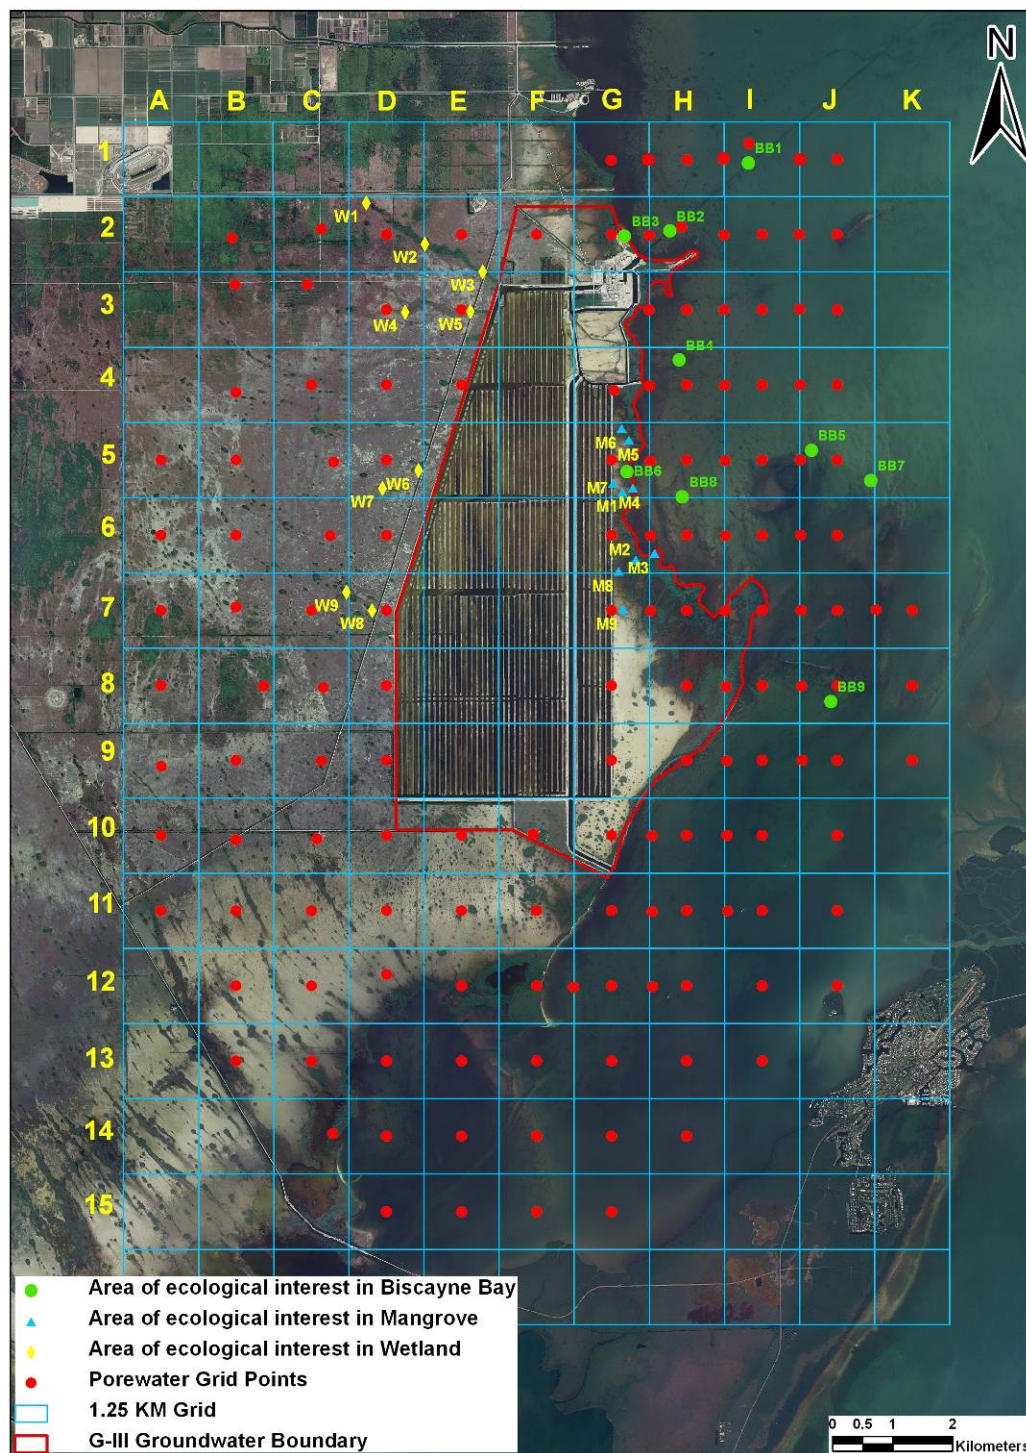 N
A B C D E F G H I J K
1
BB1
W1
2
BB3 BB2
W2
W3
3
W4 W5
BB4
4
M6
M5
BB5
5
W6
BB6
BB7
W7
M7
M4
BB8
M1
6
M2
M3
M8
W9
7
W8
M9
8
BB9
9
10
11
12
13
14
15
Area of ecological interest in Biscayne Bay
Area of ecological interest in Mangrove
Area of ecological interest in Wetland
Porewater Grid Points
1.25 KM Grid
G-III Groundwater Boundary
0 0.5 1 2
Kilometers